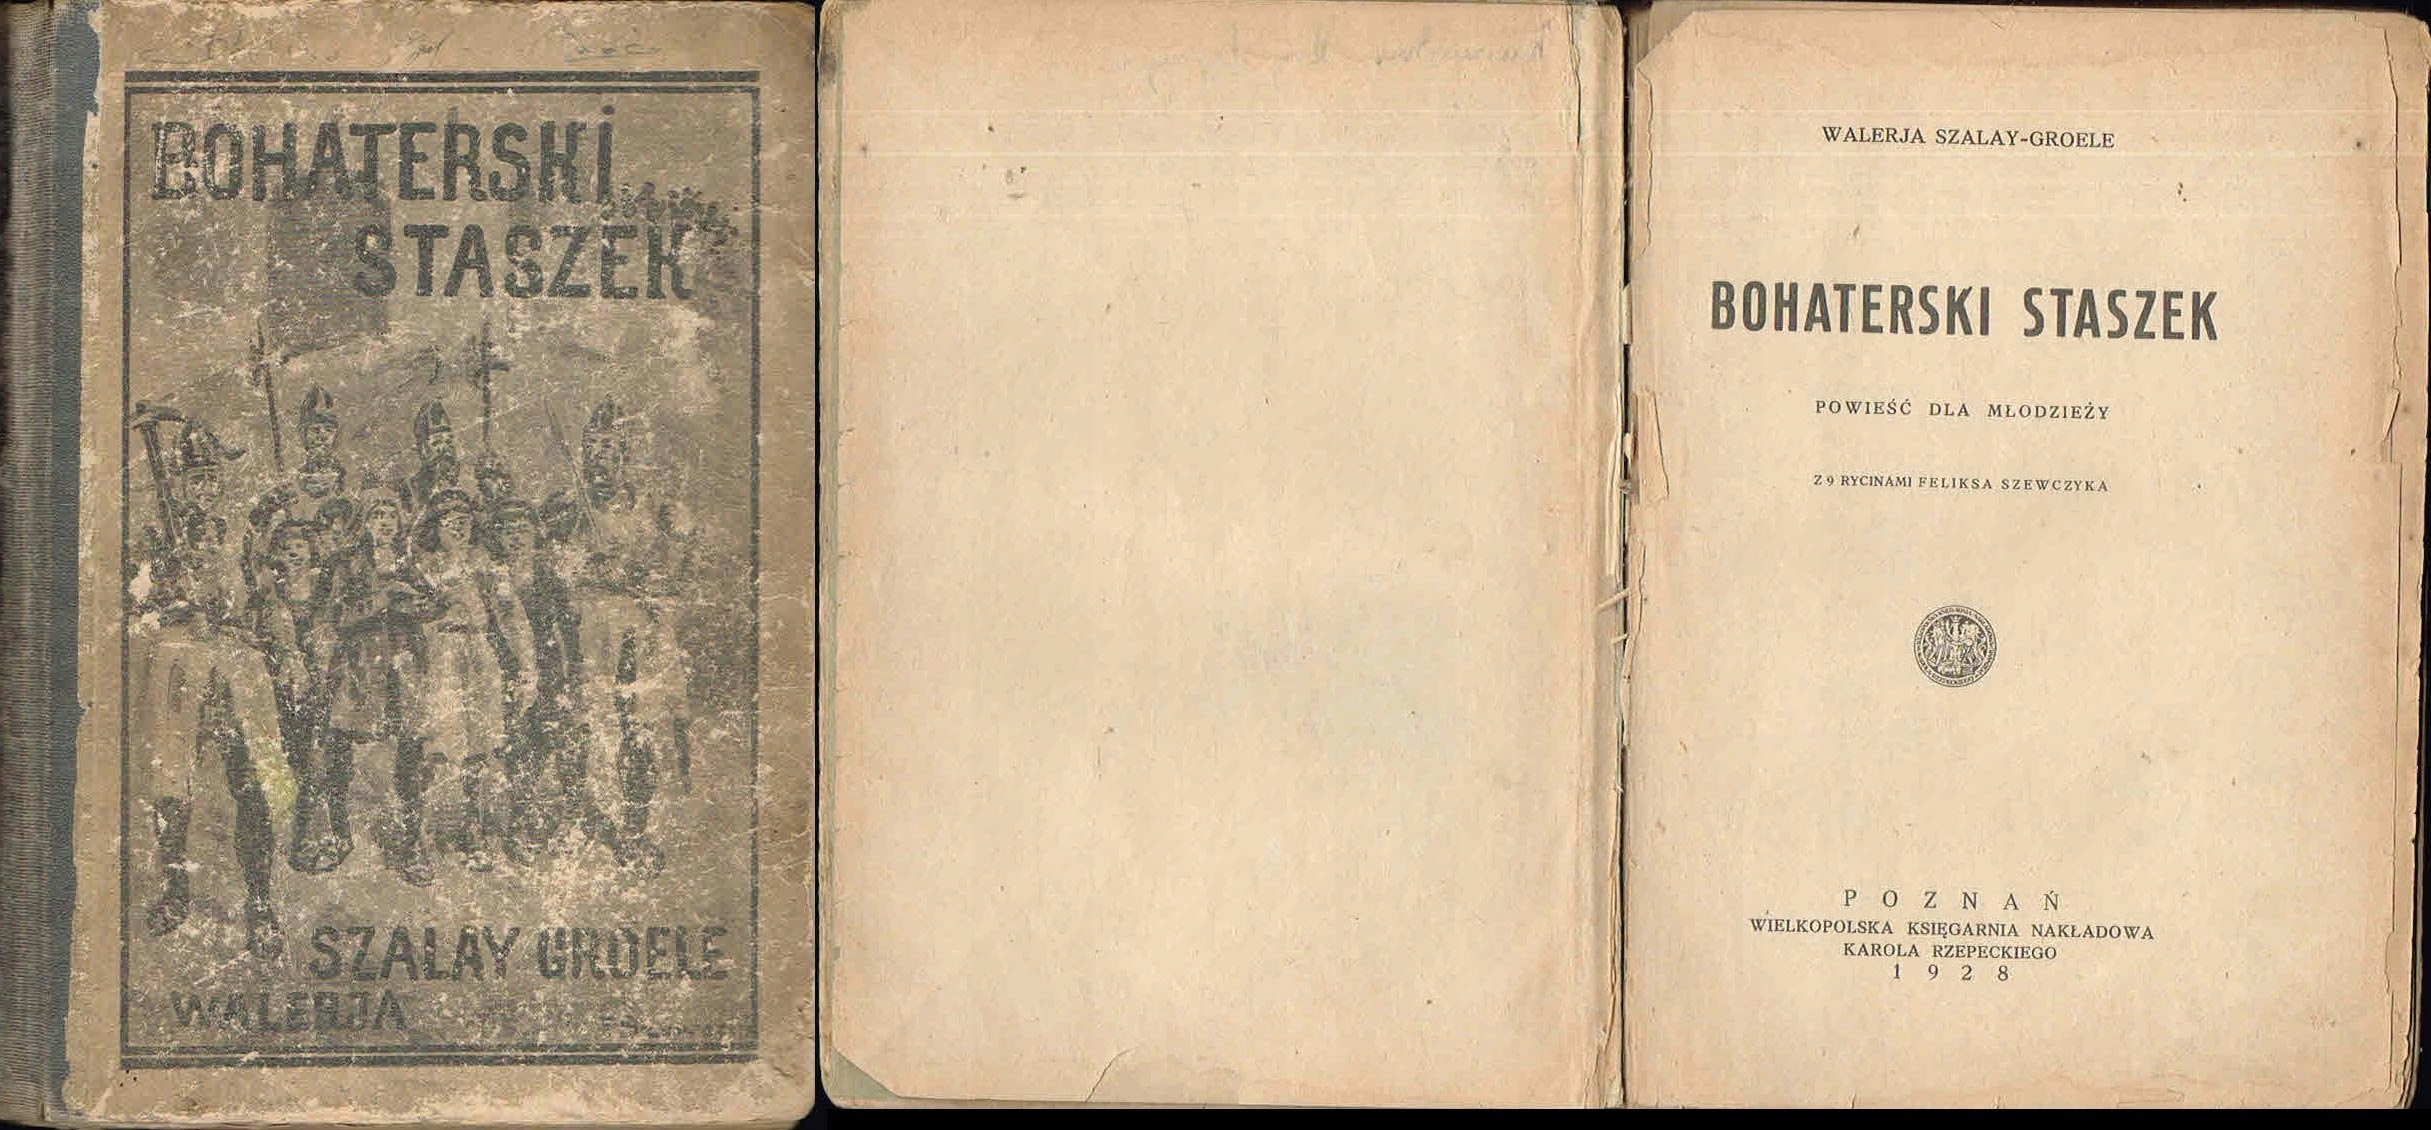 BOHATERSKI
STASZEK
SZALAY GROELE
WALERJA
WALERJA SZALAY-GROELE
BOHATERSKI STASZEK
POWIEŚĆ DLA MŁODZIEŻY
Z 9 RYCINAMI FELIKSA SZEWCZYKA
POZNAŃ
WIELKOPOLSKA KSIĘGARNIA NAKŁADOWA
KAROLA RZEPECKIEGO
1928